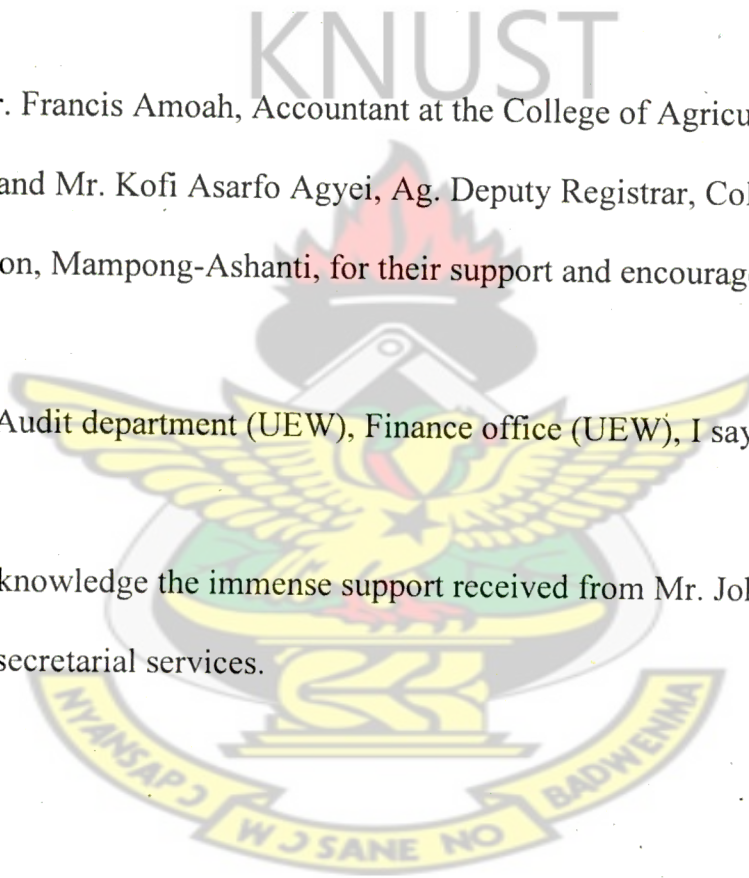 KNUST
r. Francis Amoah, Accountant at the College of Agricu
and Mr. Kofi Asarfo Agyei, Ag. Deputy Registrar, Col
on, Mampong-Ashanti, for their support and encourag
Audit department (UEW), Finance office (UEW), I say
knowledge the immense support received from Mr. Jol
secretarial services.
NYANSAPƆ WƆSANE NO BADWENMA